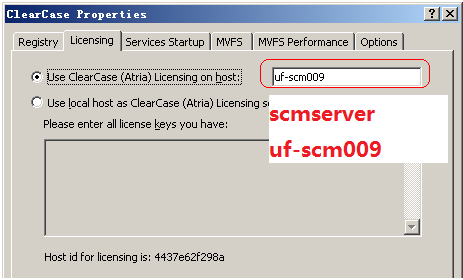 ClearCase Properties
Registry Licensing Services Startup MVFS MVFS Performance Options
Use ClearCase (Atria) Licensing on host: uf-scm009
Use local host as ClearCase (Atria) Licensing se
scmserver
Please enter all license keys you have:
uf-scm009
Host id for licensing is: 4437e62f298a